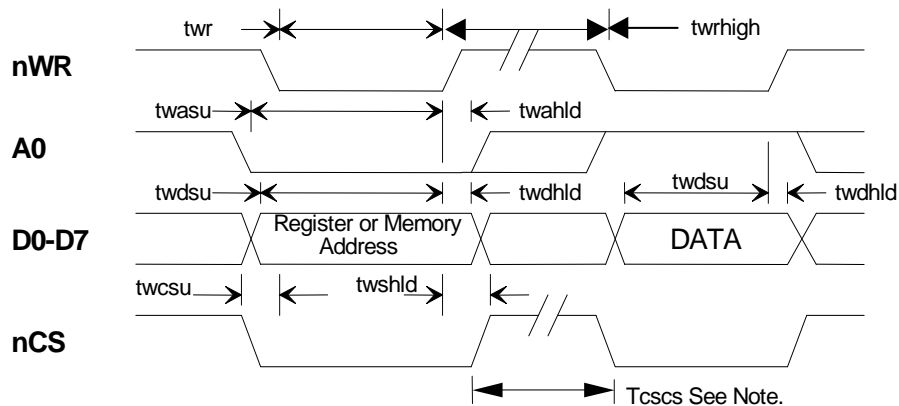 twr
twrhigh
nWR
twasu
twahld
A0
twdsu
twdhld
twdsu
twdhld
D0-D7
Register or Memory
Address
DATA
twcsu
twshld
nCS
Tcscs See Note.